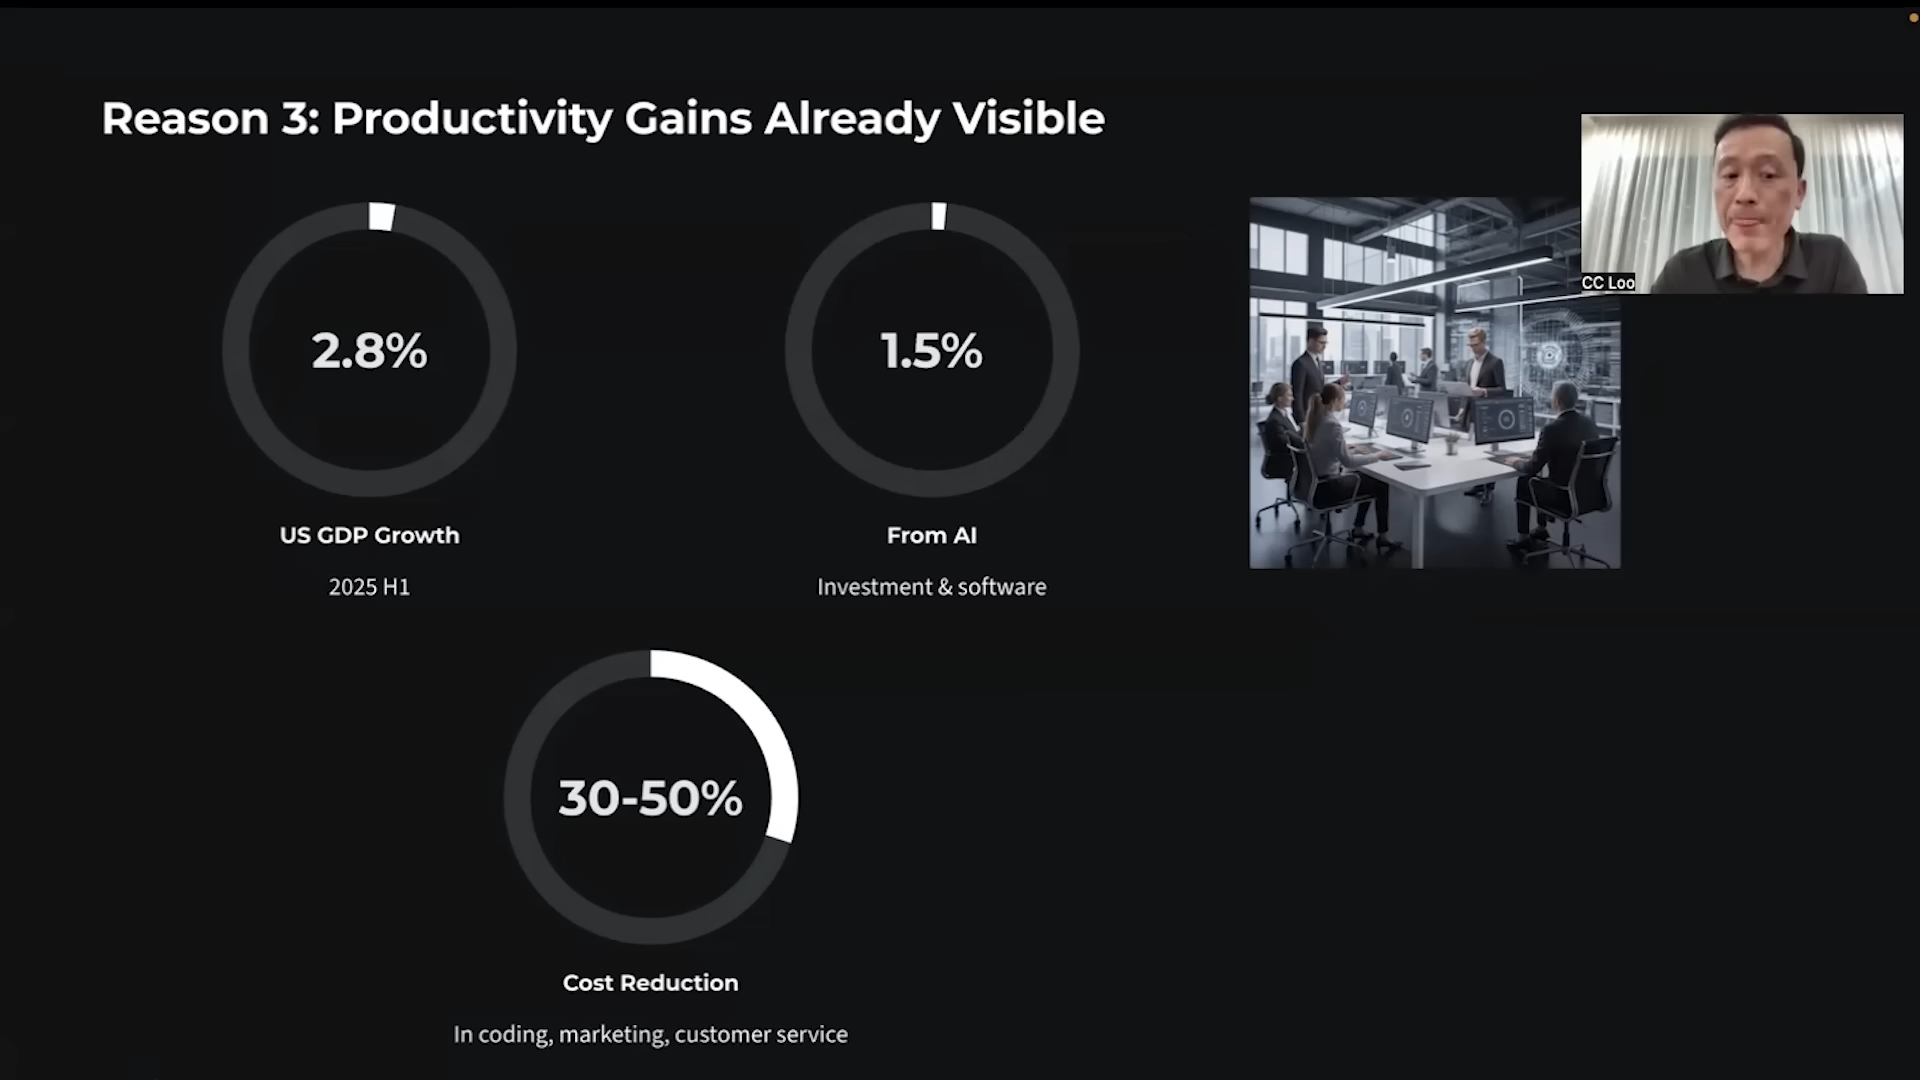 Reason 3: Productivity Gains Already Visible
CC Loo
2.8%
US GDP Growth
2025 H1
1.5%
From AI
Investment & software
30-50%
Cost Reduction
In coding, marketing, customer service